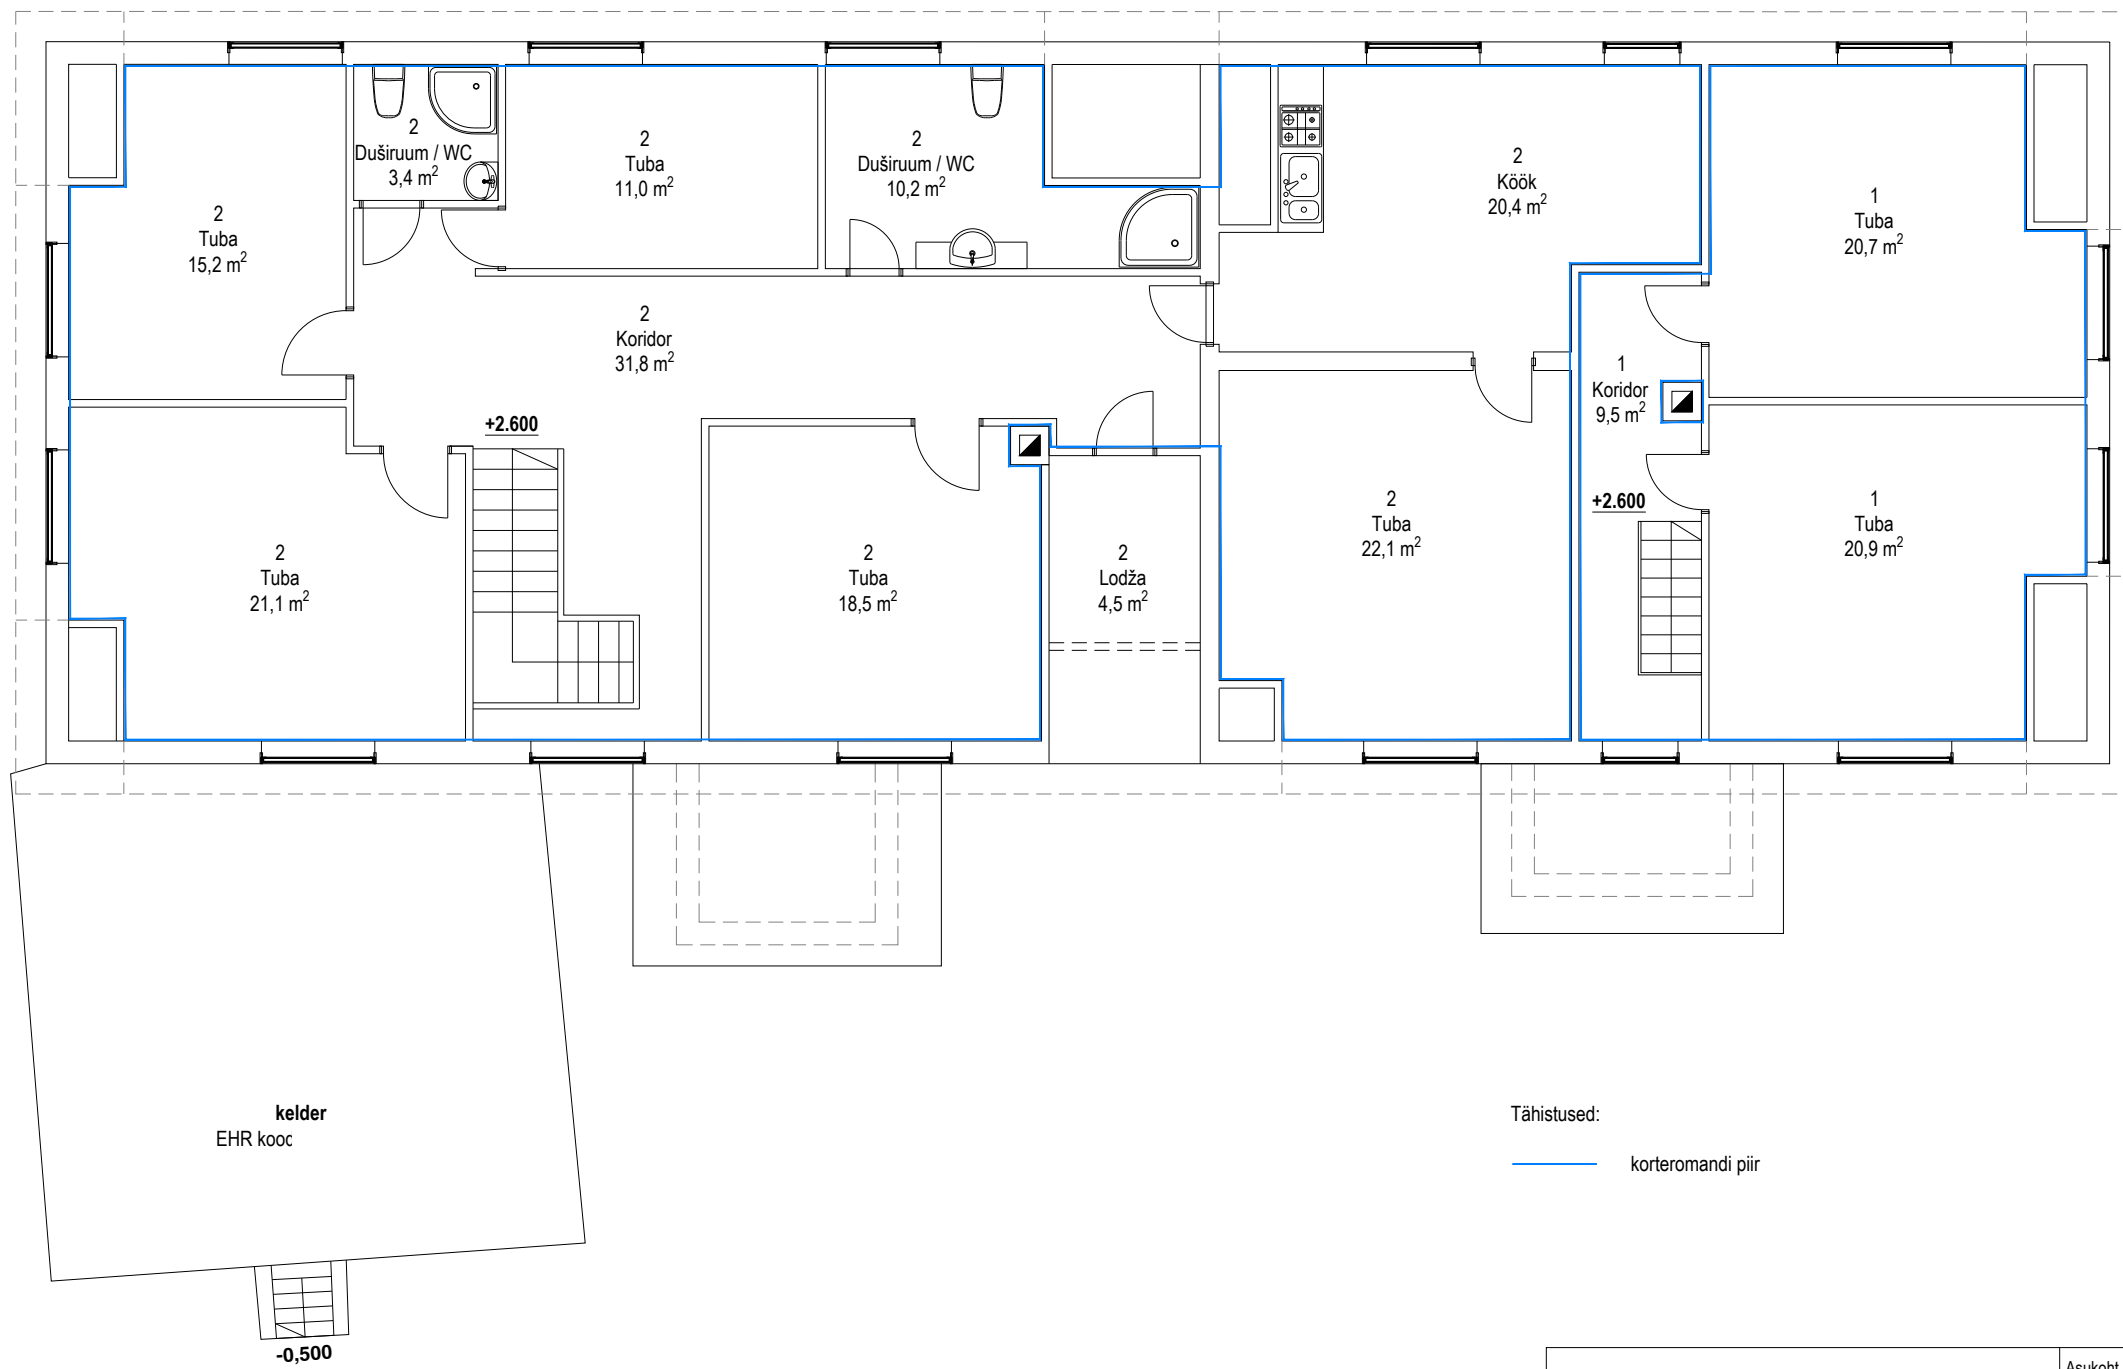 2
Duširuum / WC
3,4 m²
2
Tuba
11,0 m²
2
Duširuum / WC
10,2 m²
2
Köök
20,4 m²
1
Tuba
20,7 m²
2
Tuba
15,2 m²
2
Koridor
31,8 m²
1
Koridor
9,5 m²
+2.600
+2.600
2
Tuba
21,1 m²
2
Tuba
18,5 m²
2
Lodža
4,5 m²
2
Tuba
22,1 m²
1
Tuba
20,9 m²
kelder
EHR
Tähistused:
korteromandi piir
-0,500
Asukoht